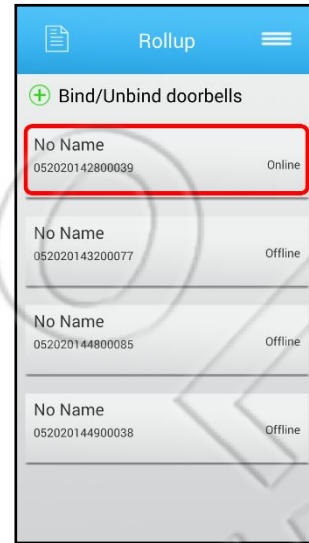 Rollup
Bind/Unbind doorbells
No Name
052020142800039
Online
No Name
052020143200077
Offline
No Name
052020144800085
Offline
No Name
052020144900038
Offline